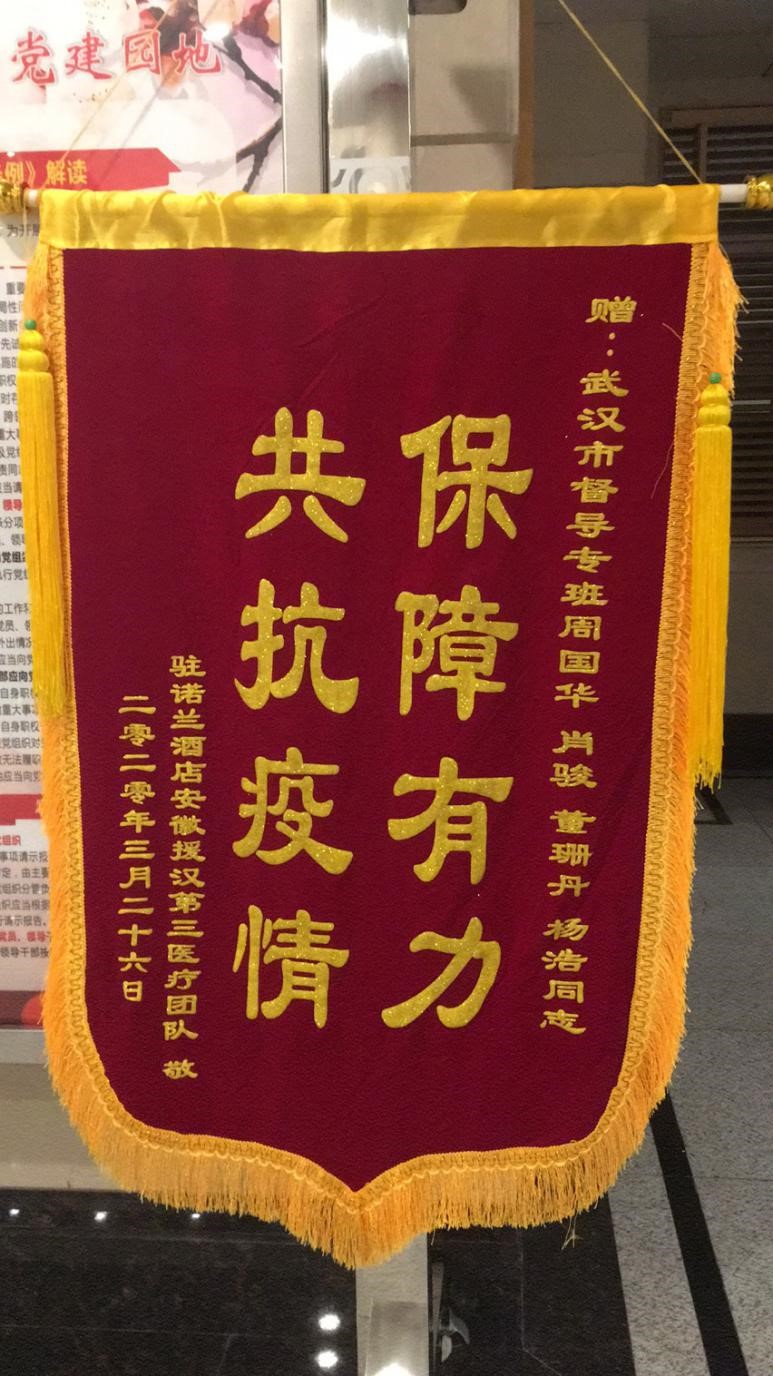 党建园地
例》解读
赠：武汉市督导专班周国华 肖骏 董珊丹 杨浩同志
保障有力
共抗疫情
驻诺兰酒店安徽援汉第三医疗团队 敬
二零二零年三月二十六日